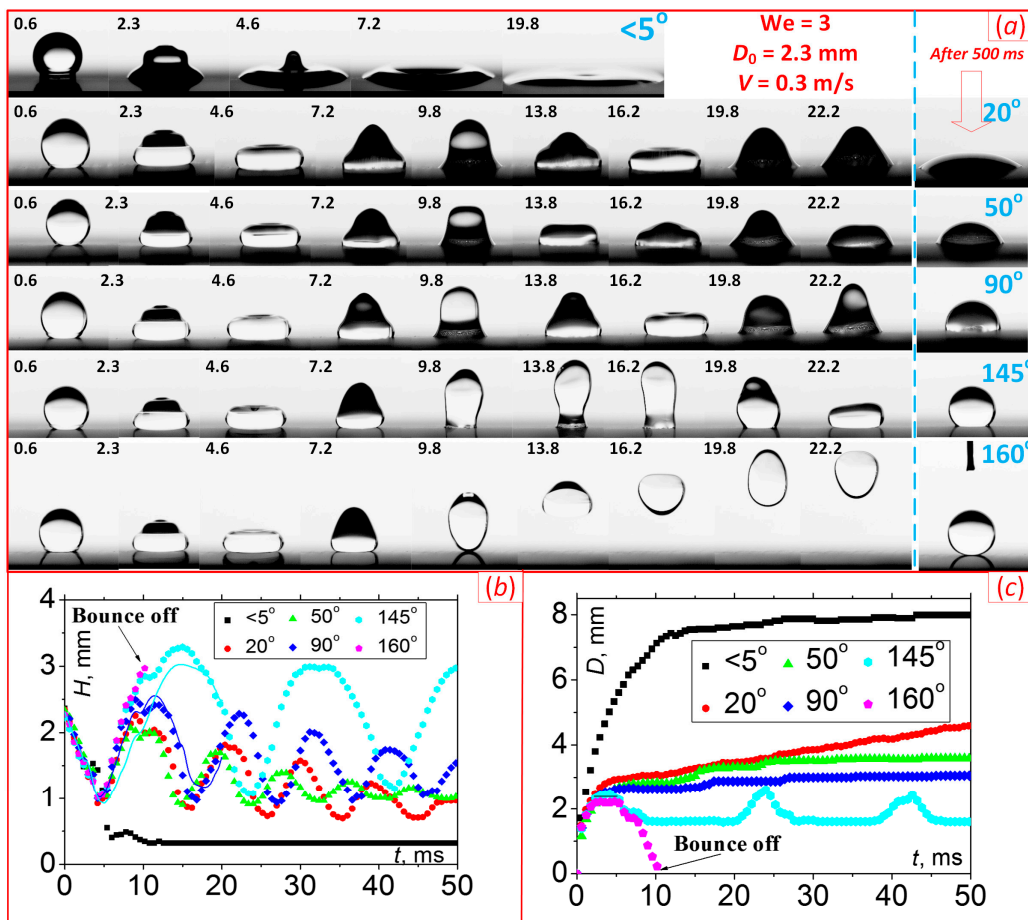 0.6 2.3 4.6 7.2 19.8 <5° We = 3 (a)
D₀ = 2.3 mm After 500 ms
V = 0.3 m/s
0.6 2.3 4.6 7.2 9.8 13.8 16.2 19.8 22.2 20°
0.6 2.3 4.6 7.2 9.8 13.8 16.2 19.8 22.2 50°
0.6 2.3 4.6 7.2 9.8 13.8 16.2 19.8 22.2 90°
0.6 2.3 4.6 7.2 9.8 13.8 16.2 19.8 22.2 145°
0.6 2.3 4.6 7.2 9.8 13.8 16.2 19.8 22.2 160°
(b)
4
3
2
1
0
H, mm
Bounce off
<5° 50° 145°
20° 90° 160°
t, ms
0 10 20 30 40 50
(c)
8
6
4
2
0
D, mm
<5° 50° 145°
20° 90° 160°
Bounce off
t, ms
0 10 20 30 40 50